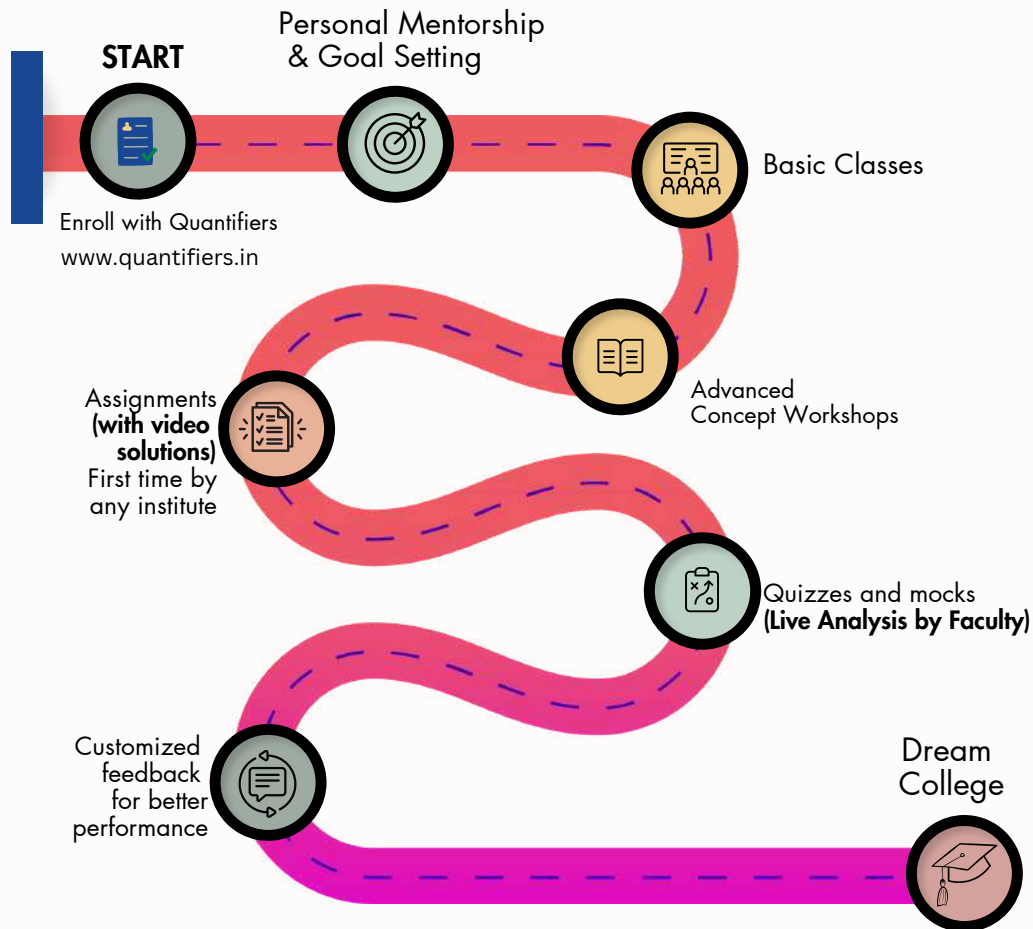 START
Enroll with Quantifiers
www.quantifiers.in
Personal Mentorship
& Goal Setting
Basic Classes
Advanced
Concept Workshops
Assignments
(with video
solutions)
First time by
any institute
Quizzes and mocks
(Live Analysis by Faculty)
Customized
feedback
for better
performance
Dream
College